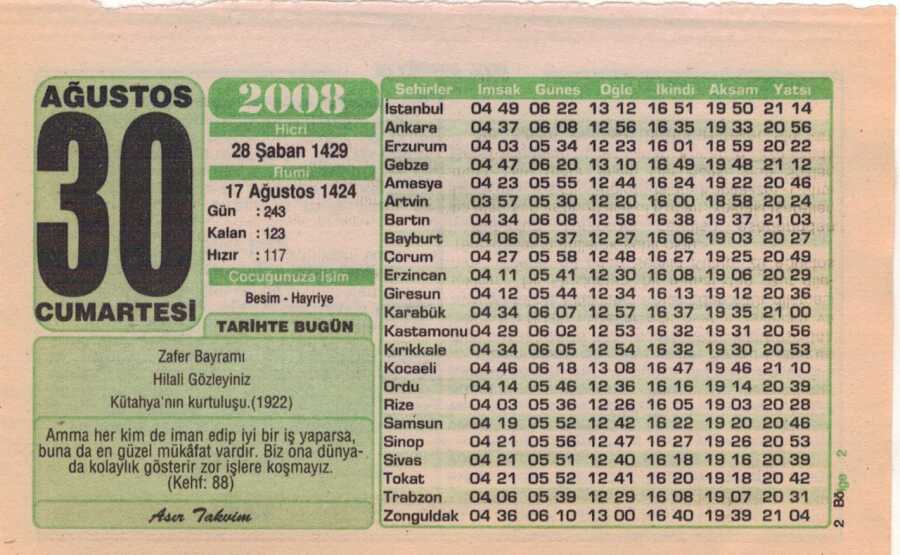 AĞUSTOS
30
CUMARTESİ
2008
Hicri
28 Şaban 1429
Rumi
17 Ağustos 1424
Gün : 243
Kalan : 123
Hızır : 117
Çocuğunuza İsim
Besim - Hayriye
TARİHTE BUGÜN
Zafer Bayramı
Hilali Gözleyiniz
Kütahya'nın kurtuluşu.(1922)
Amma her kim de iman edip iyi bir iş yaparsa,
buna da en güzel mükâfat vardır. Biz ona dünya-
da kolaylık gösterir zor işlere koşmayız.
(Kehf: 88)
Asır Takvim
Şehirler İmsak Güneş Öğle İkindi Akşam Yatsı
İstanbul 04 49 06 22 13 12 16 51 19 50 21 14
Ankara 04 37 06 08 12 56 16 35 19 33 20 56
Erzurum 04 03 05 34 12 23 16 01 18 59 20 22
Gebze 04 47 06 20 13 10 16 49 19 48 21 12
Amasya 04 23 05 55 12 44 16 24 19 22 20 46
Artvin 03 57 05 30 12 20 16 00 18 58 20 24
Bartın 04 34 06 08 12 58 16 38 19 37 21 03
Bayburt 04 06 05 37 12 27 16 06 19 03 20 27
Çorum 04 27 05 58 12 48 16 27 19 25 20 49
Erzincan 04 11 05 41 12 30 16 08 19 06 20 29
Giresun 04 12 05 44 12 34 16 13 19 12 20 36
Karabük 04 34 06 07 12 57 16 37 19 35 21 00
Kastamonu 04 29 06 02 12 53 16 32 19 31 20 56
Kırıkkale 04 34 06 05 12 54 16 32 19 30 20 53
Kocaeli 04 46 06 18 13 08 16 47 19 46 21 10
Ordu 04 14 05 46 12 36 16 16 19 14 20 39
Rize 04 03 05 36 12 26 16 05 19 03 20 28
Samsun 04 19 05 52 12 42 16 22 19 20 20 46
Sinop 04 21 05 56 12 47 16 27 19 26 20 53
Sivas 04 21 05 51 12 40 16 18 19 16 20 39
Tokat 04 21 05 52 12 41 16 20 19 18 20 42
Trabzon 04 06 05 39 12 29 16 08 19 07 20 31
Zonguldak 04 36 06 10 13 00 16 40 19 39 21 04
2 Bölge 2